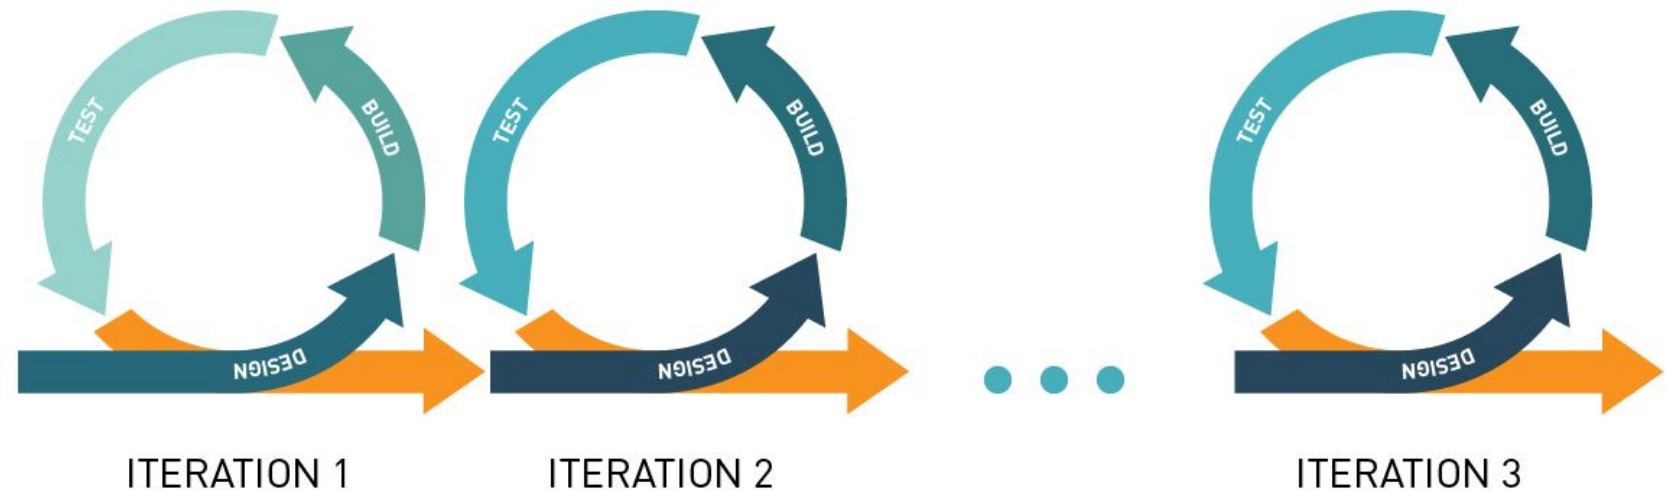 TEST
BUILD
DESIGN
ITERATION 1
TEST
BUILD
DESIGN
ITERATION 2
TEST
BUILD
DESIGN
ITERATION 3